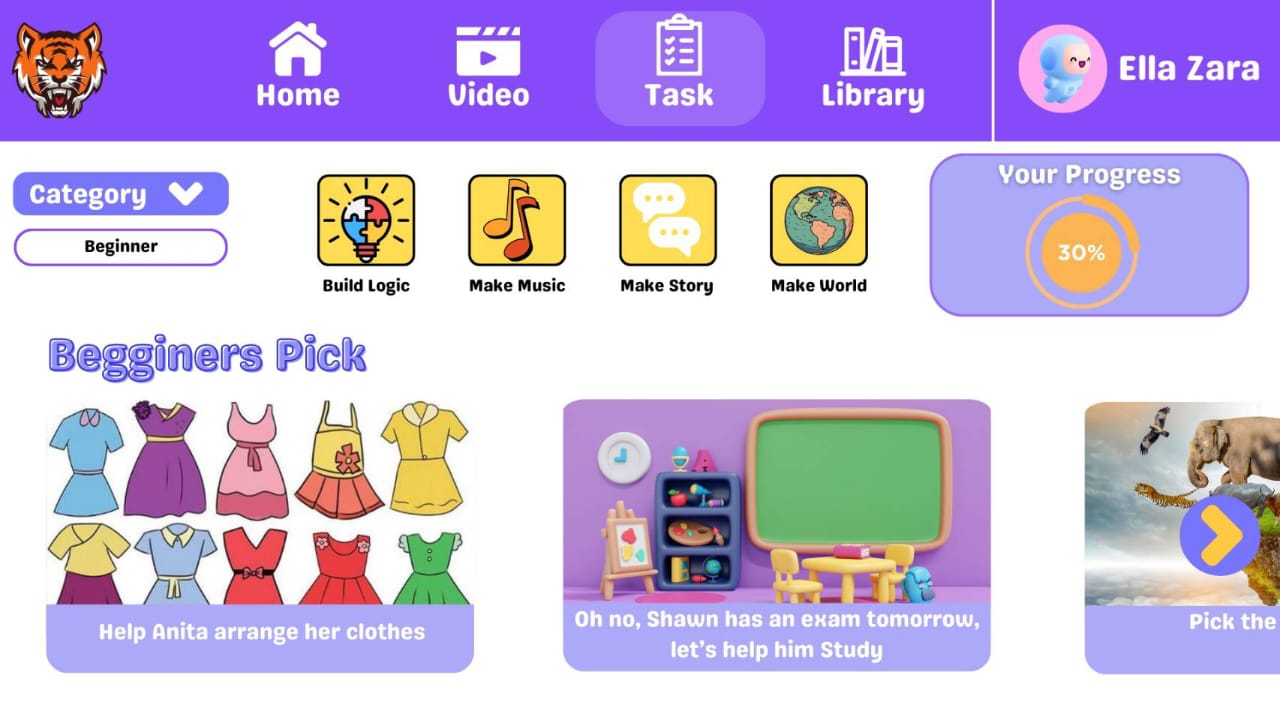 Home
Video
Task
Library
Ella Zara
Category
Beginner
Build Logic
Make Music
Make Story
Make World
Your Progress
30%
Begginers Pick
Help Anita arrange her clothes
Oh no, Shawn has an exam tomorrow,
let's help him Study
Pick the